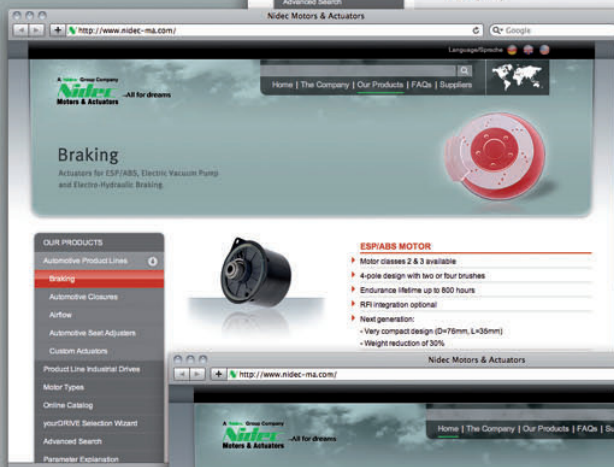 Advanced Search
Nidec Motors & Actuators
http://www.nidec-ma.com/
Google
Language/Sprache
A Nidec Group Company
Nidec
Motors & Actuators
-All for dreams
Home | The Company | Our Products | FAQs | Suppliers
Braking
Actuators for ESP/ABS, Electric Vacuum Pump
and Electro-Hydraulic Braking.
OUR PRODUCTS
Automotive Product Lines
Braking
Automotive Closures
Airflow
Automotive Seat Adjusters
Custom Actuators
Product Line Industrial Drives
Motor Types
Online Catalog
yourDRIVE Selection Wizard
Advanced Search
Parameter Explanation
ESP/ABS MOTOR
Motor classes 2 & 3 available
4-pole design with two or four brushes
Endurance lifetime up to 800 hours
RFI integration optional
Next generation:
- Very compact design (D=76mm, L=35mm)
- Weight reduction of 30%
Nidec Motors & Actuators
http://www.nidec-ma.com/
A Nidec Group Company
Nidec
Motors & Actuators
-All for dreams
Home | The Company | Our Products | FAQs | Su